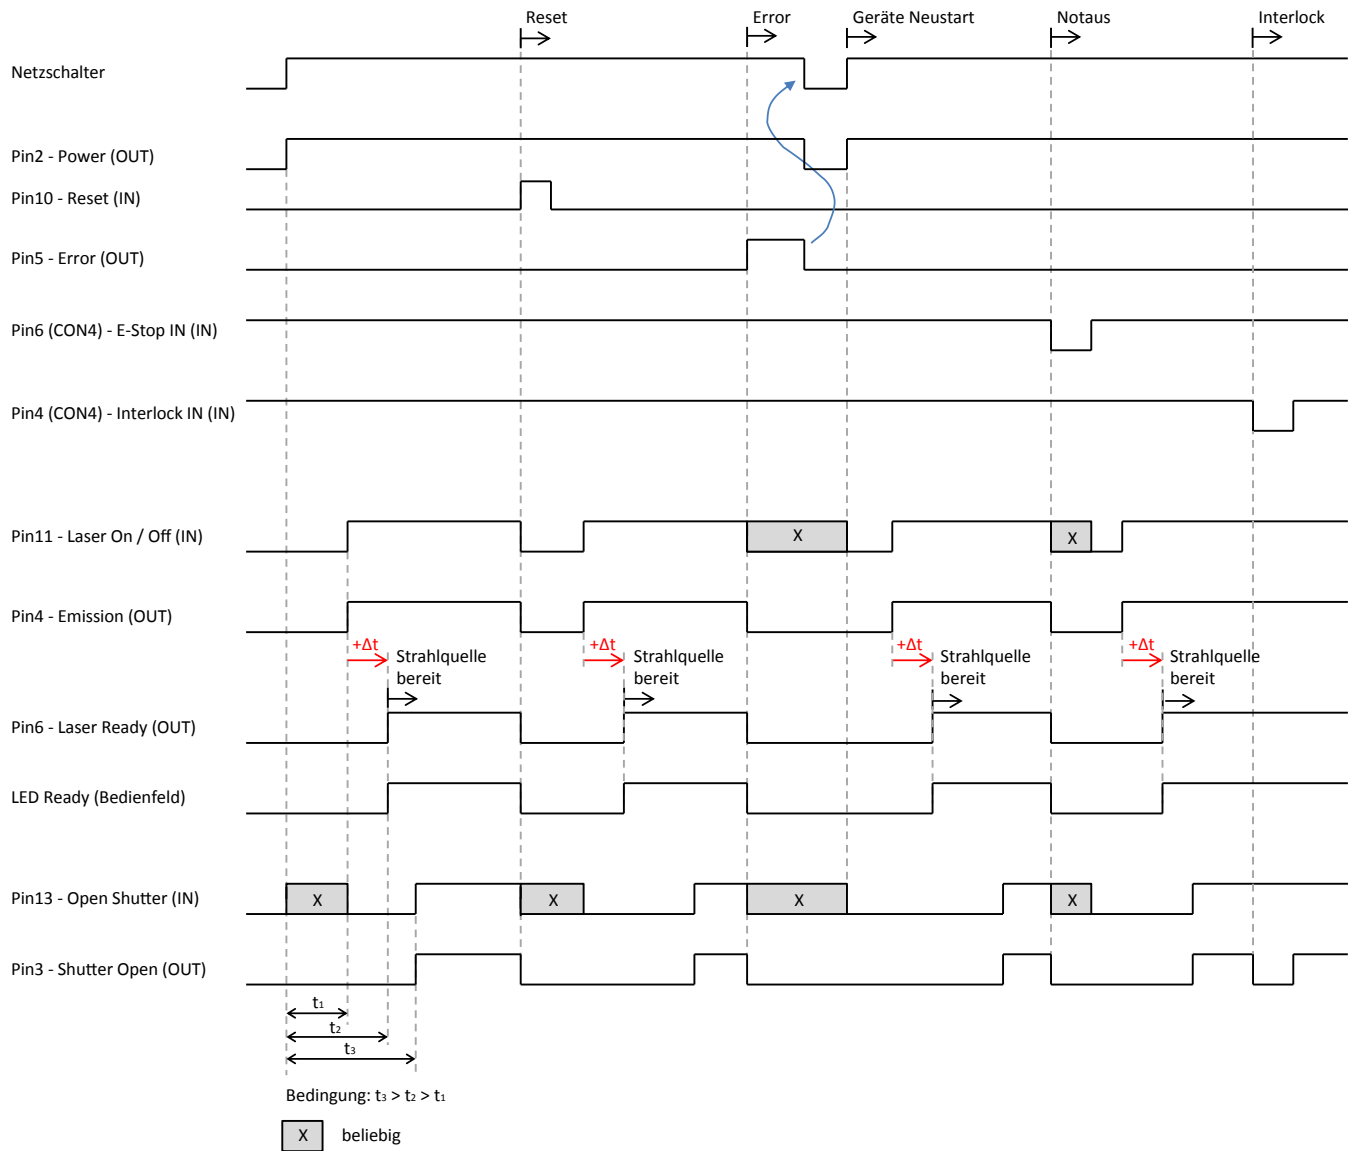 Reset
Error
Geräte Neustart
Notaus
Interlock
Netzschalter
Pin2 - Power (OUT)
Pin10 - Reset (IN)
Pin5 - Error (OUT)
Pin6 (CON4) - E-Stop IN (IN)
Pin4 (CON4) - Interlock IN (IN)
Pin11 - Laser On / Off (IN)
X
X
Pin4 - Emission (OUT)
+Δt
Strahlquelle
bereit
+Δt
Strahlquelle
bereit
+Δt
Strahlquelle
bereit
+Δt
Strahlquelle
bereit
Pin6 - Laser Ready (OUT)
LED Ready (Bedienfeld)
Pin13 - Open Shutter (IN)
X
X
X
X
Pin3 - Shutter Open (OUT)
t₁
t₂
t₃
Bedingung: t₃ > t₂ > t₁
X beliebig